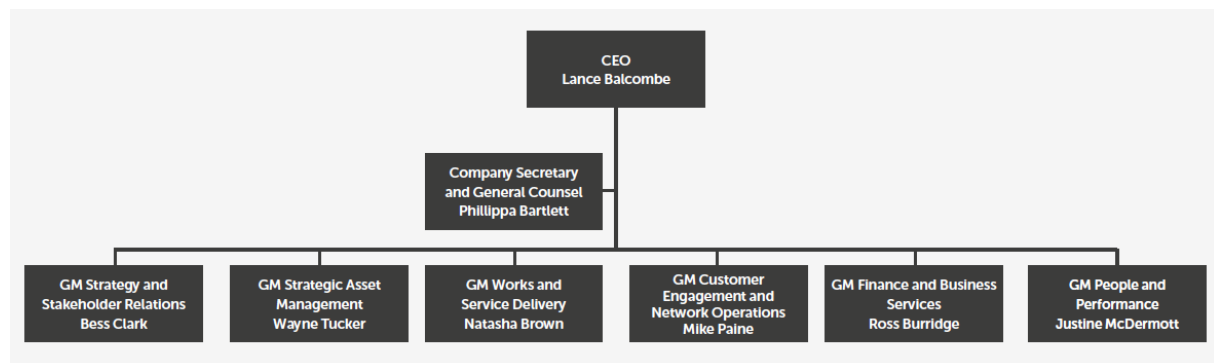 CEO
Lance Balcombe
Company Secretary
and General Counsel
Phillippa Bartlett
GM Strategy and
Stakeholder Relations
Bess Clark
GM Strategic Asset
Management
Wayne Tucker
GM Works and
Service Delivery
Natasha Brown
GM Customer
Engagement and
Network Operations
Mike Paine
GM Finance and Business
Services
Ross Burridge
GM People and
Performance
Justine McDermott